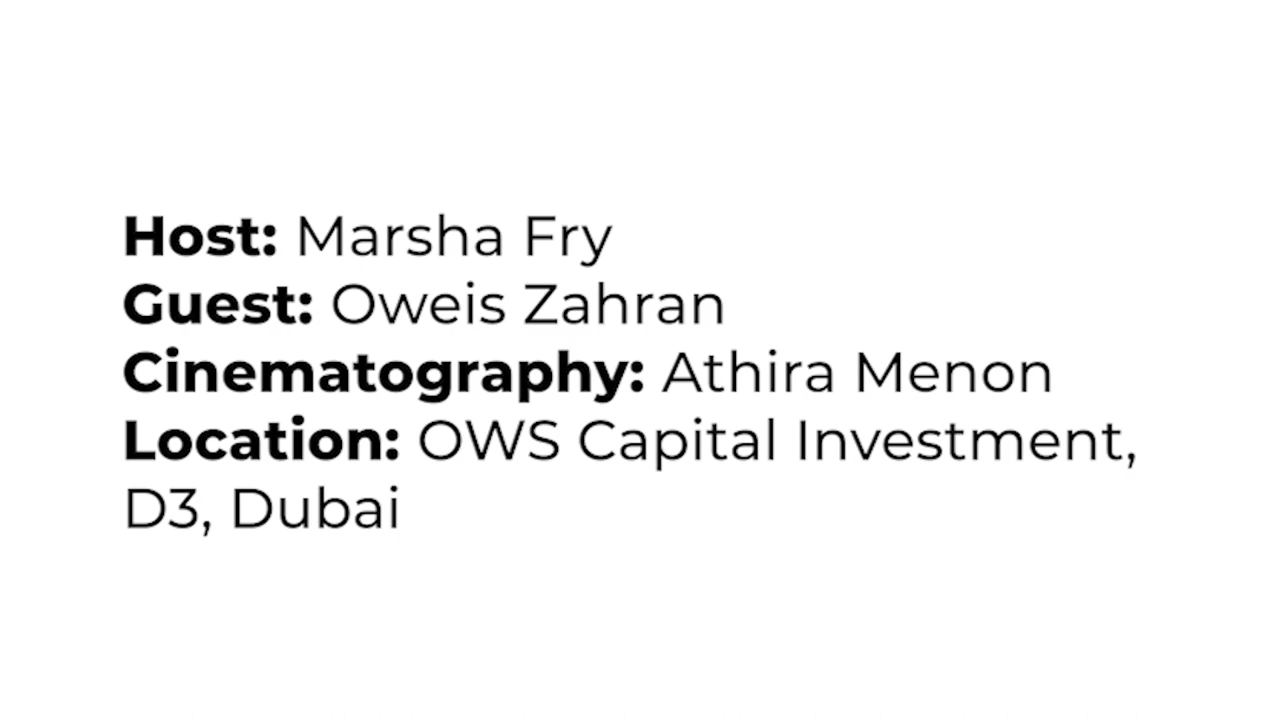 Host: Marsha Fry
Guest: Oweis Zahran
Cinematography: Athira Menon
Location: OWS Capital Investment,
D3, Dubai